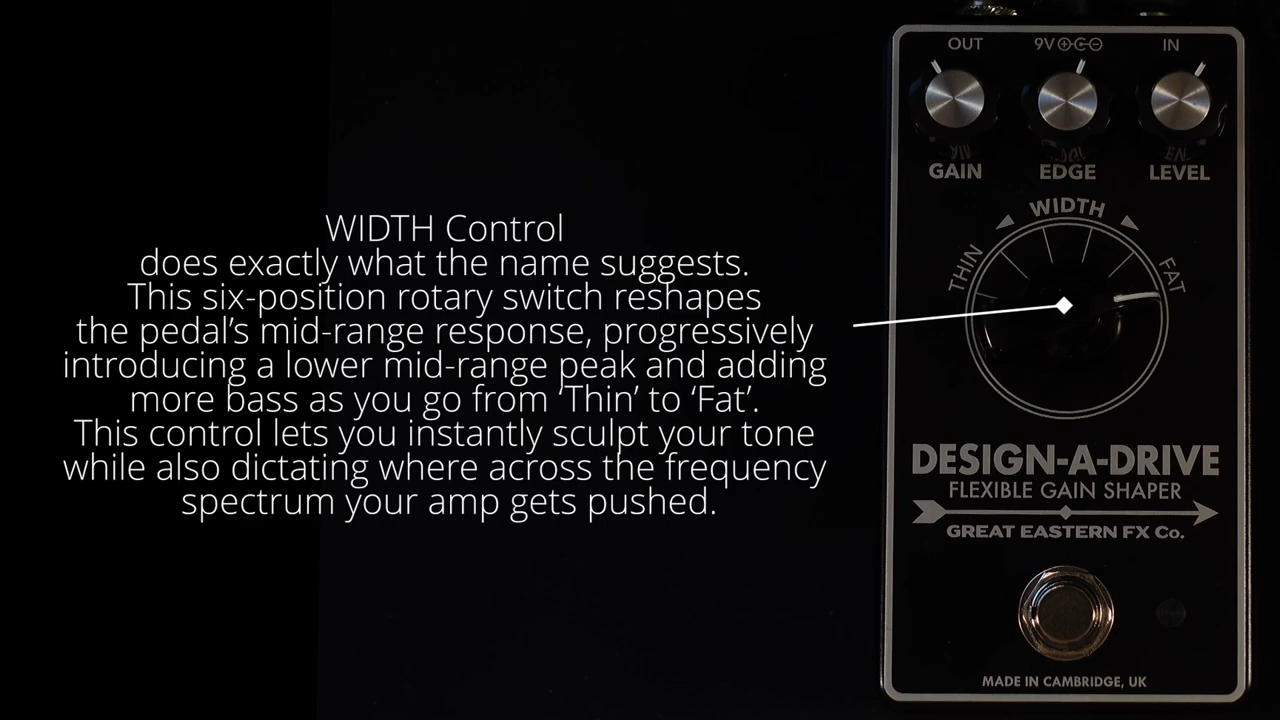 WIDTH Control
does exactly what the name suggests.
This six-position rotary switch reshapes
the pedal’s mid-range response, progressively
introducing a lower mid-range peak and adding
more bass as you go from ‘Thin’ to ‘Fat’.
This control lets you instantly sculpt your tone
while also dictating where across the frequency
spectrum your amp gets pushed.
OUT 9V IN
GAIN EDGE LEVEL
WIDTH
THIN FAT
DESIGN-A-DRIVE
FLEXIBLE GAIN SHAPER
GREAT EASTERN FX Co.
MADE IN CAMBRIDGE, UK